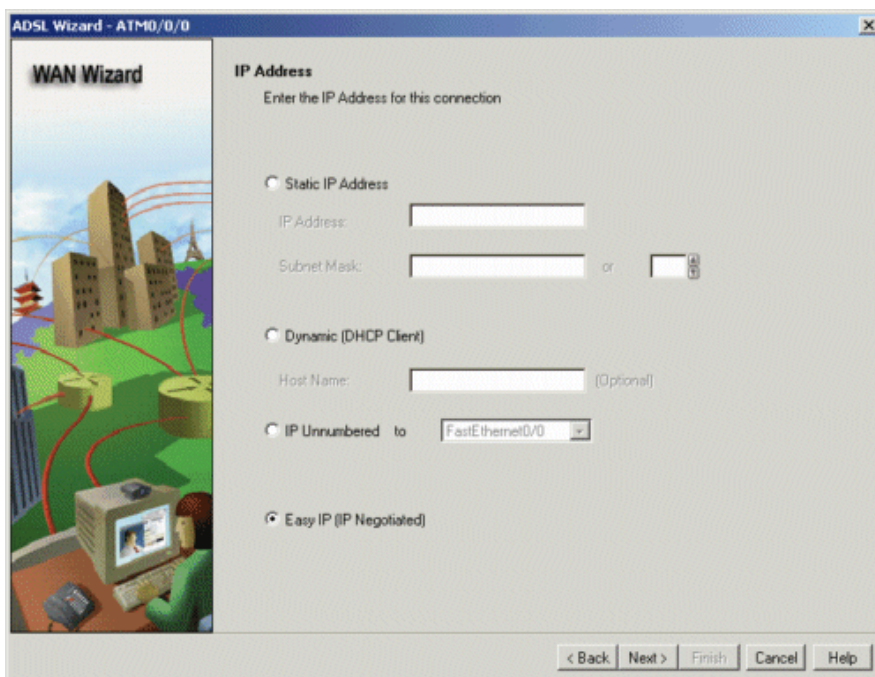 ADSL Wizard - ATM0/0/0
WAN Wizard
IP Address
Enter the IP Address for this connection
Static IP Address
IP Address:
Subnet Mask: or
Dynamic (DHCP Client)
Host Name: (Optional)
IP Unnumbered to FastEthernet0/0
Easy IP (IP Negotiated)
< Back Next > Finish Cancel Help